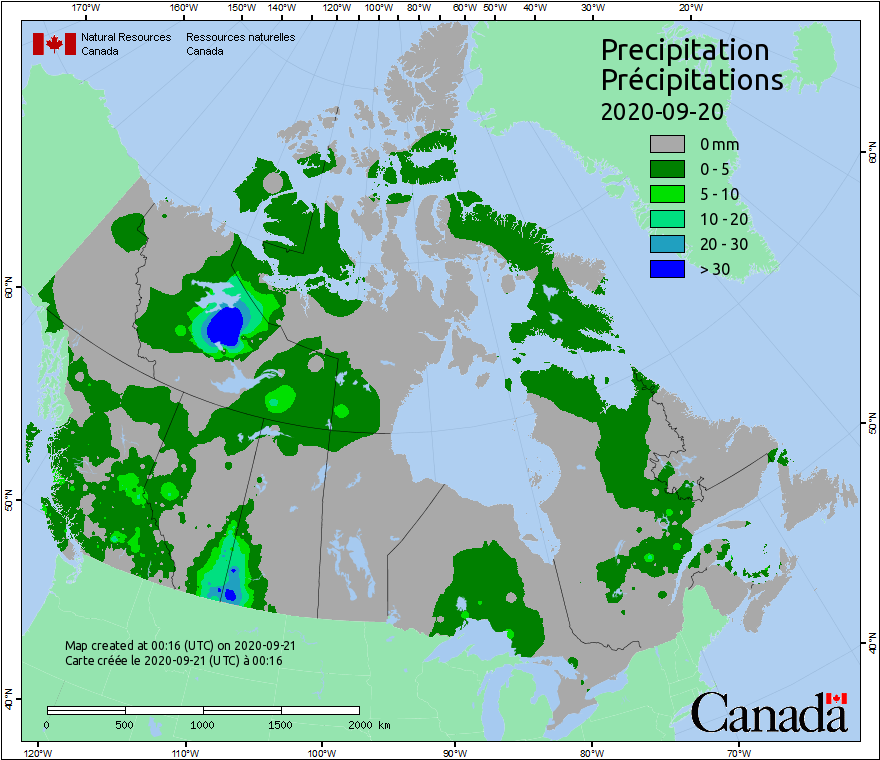 170°W 160°W 150°W 140°W 120°W 100°W 80°W 60°W 50°W 40°W 30°W 20°W
Natural Resources Ressources naturelles
Canada Canada
Precipitation
Précipitations
2020-09-20
0 mm
0 - 5
5 - 10
10 - 20
20 - 30
> 30
60°N
60°N
50°N
50°N
40°N
40°N
Map created at 00:16 (UTC) on 2020-09-21
Carte créée le 2020-09-21 (UTC) à 00:16
0 500 1000 1500 2000 km
Canada
120°W 110°W 100°W 90°W 80°W 70°W